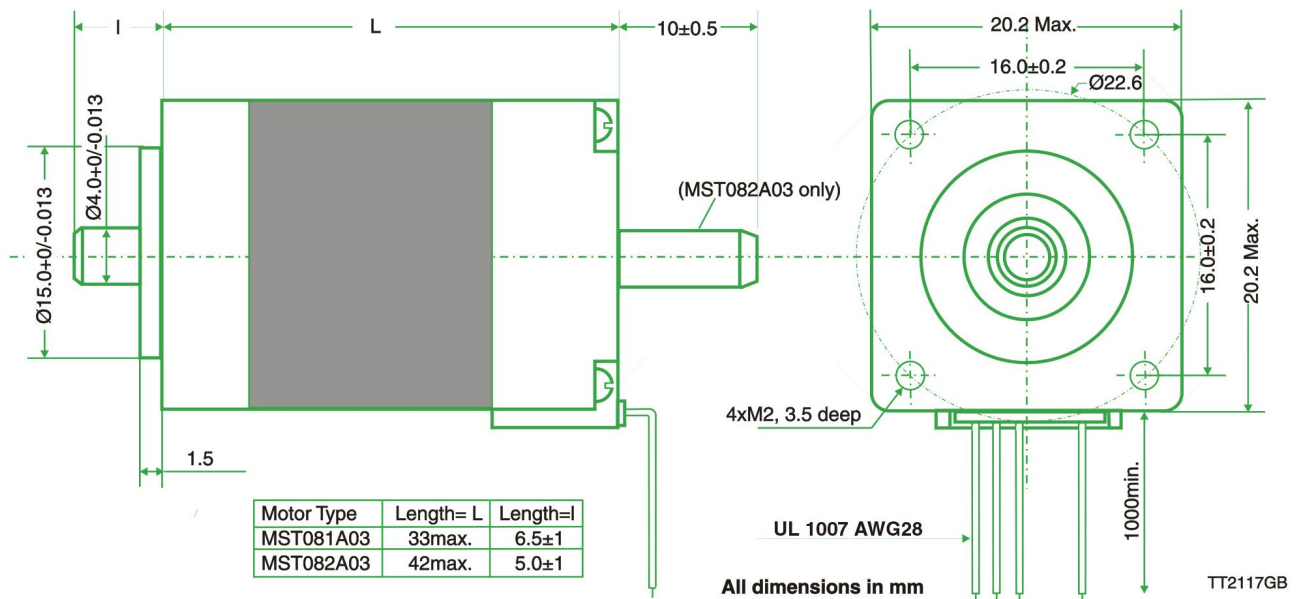 l
L
10±0.5
20.2 Max.
16.0±0.2
Ø22.6
Ø15.0+0/-0.013
Ø4.0+0/-0.013
(MST082A03 only)
16.0±0.2
20.2 Max.
4xM2, 3.5 deep
1.5
Motor Type Length= L Length=l
MST081A03 33max. 6.5±1
MST082A03 42max. 5.0±1
UL 1007 AWG28
1000min.
All dimensions in mm
TT2117GB